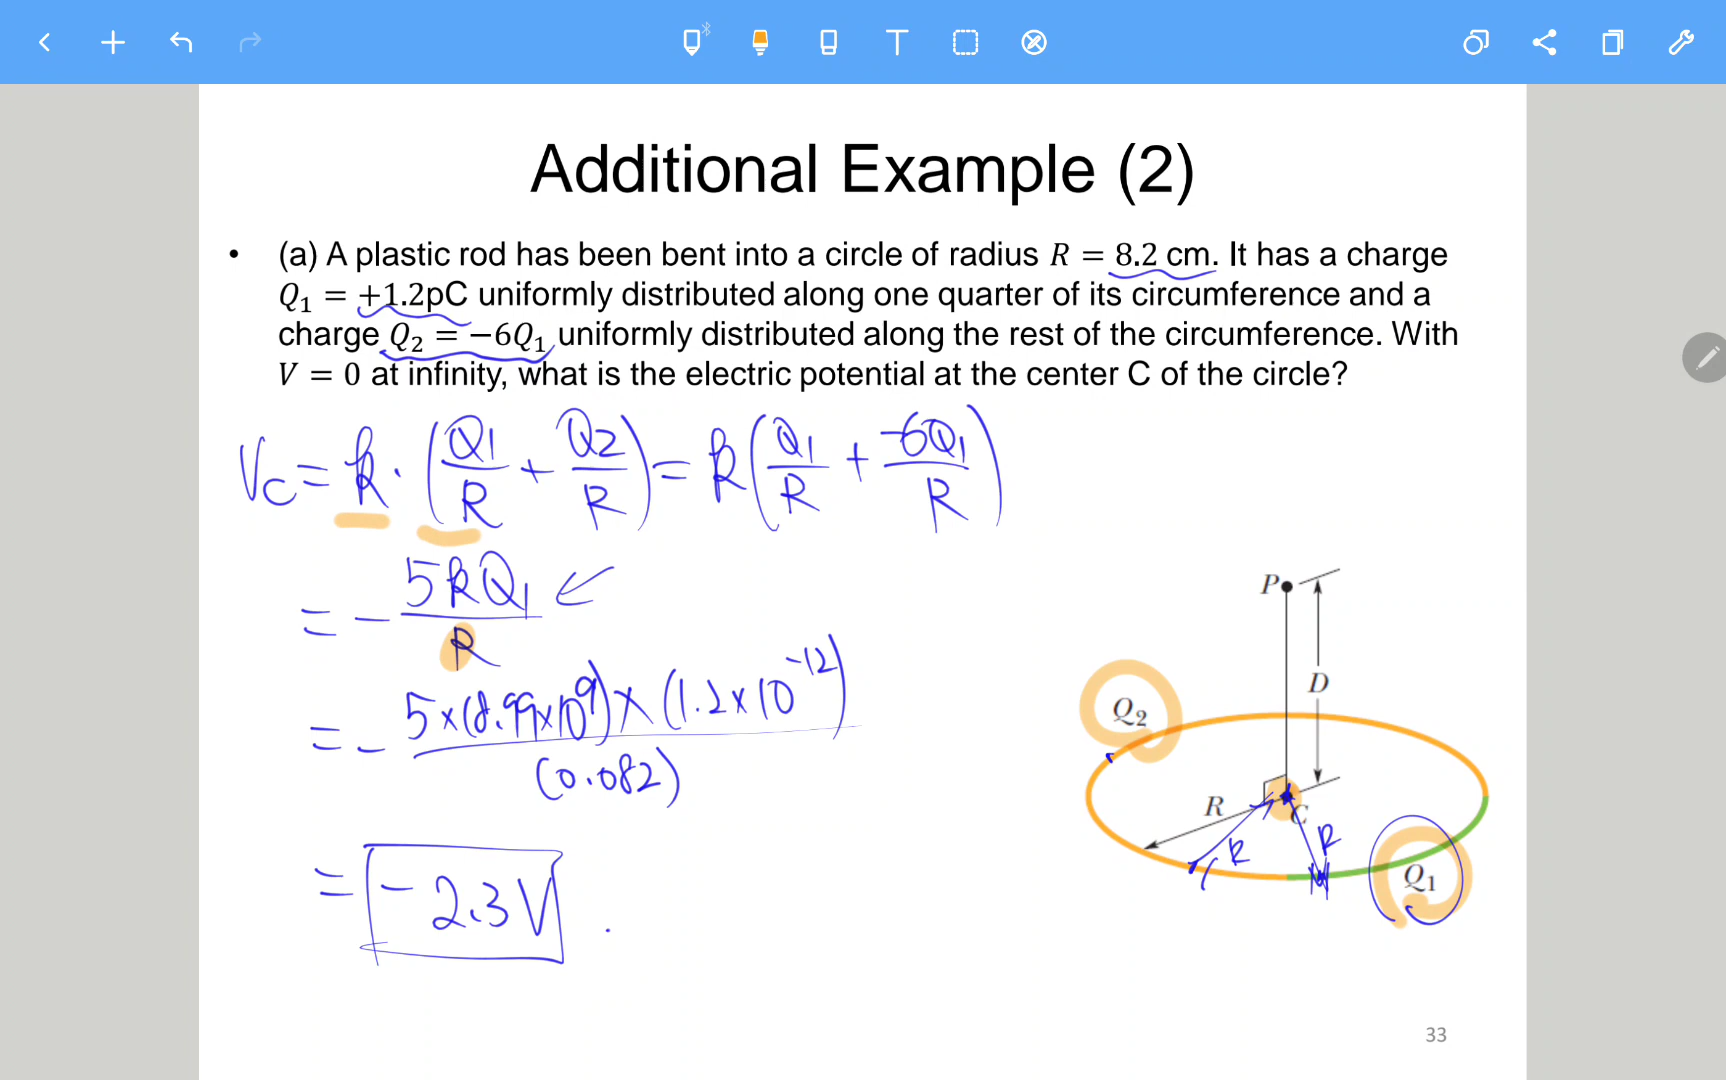 Additional Example (2)
• (a) A plastic rod has been bent into a circle of radius R = 8.2 cm. It has a charge
Q₁ = +1.2pC uniformly distributed along one quarter of its circumference and a
charge Q₂ = −6Q₁ uniformly distributed along the rest of the circumference. With
V = 0 at infinity, what is the electric potential at the center C of the circle?
Vc = k · (Q1/R + Q2/R) = k (Q1/R + -6Q1/R)
= - 5kQ1/R
= - 5×(8.99×10⁹)×(1.2×10⁻¹²)/(0.082)
= -2.3V.
P
D
Q₂
R
C
R
R
Q₁
33